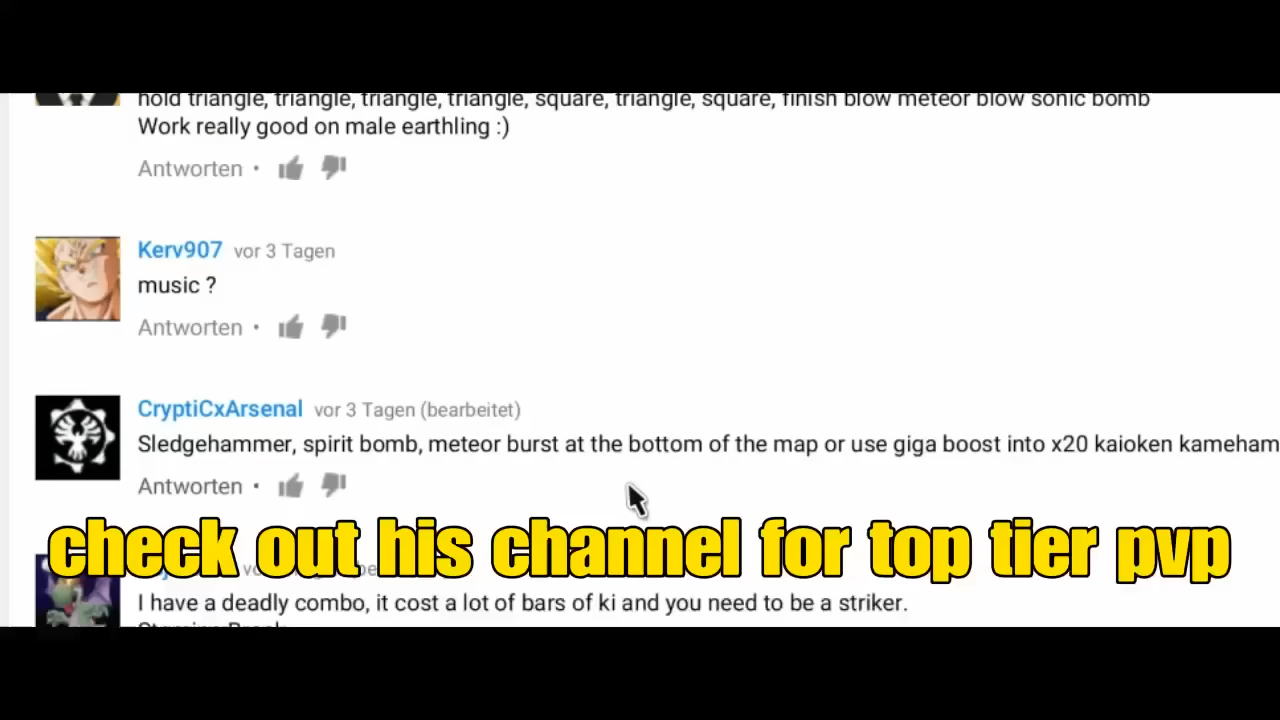 hold triangle, triangle, triangle, triangle, square, triangle, square, finish blow meteor blow sonic bomb
Work really good on male earthling :)
Antworten •
Kerv907 vor 3 Tagen
music ?
Antworten •
CryptiCxArsenal vor 3 Tagen (bearbeitet)
Sledgehammer, spirit bomb, meteor burst at the bottom of the map or use giga boost into x20 kaioken kameham
Antworten •
check out his channel for top tier pvp
I have a deadly combo, it cost a lot of bars of ki and you need to be a striker.